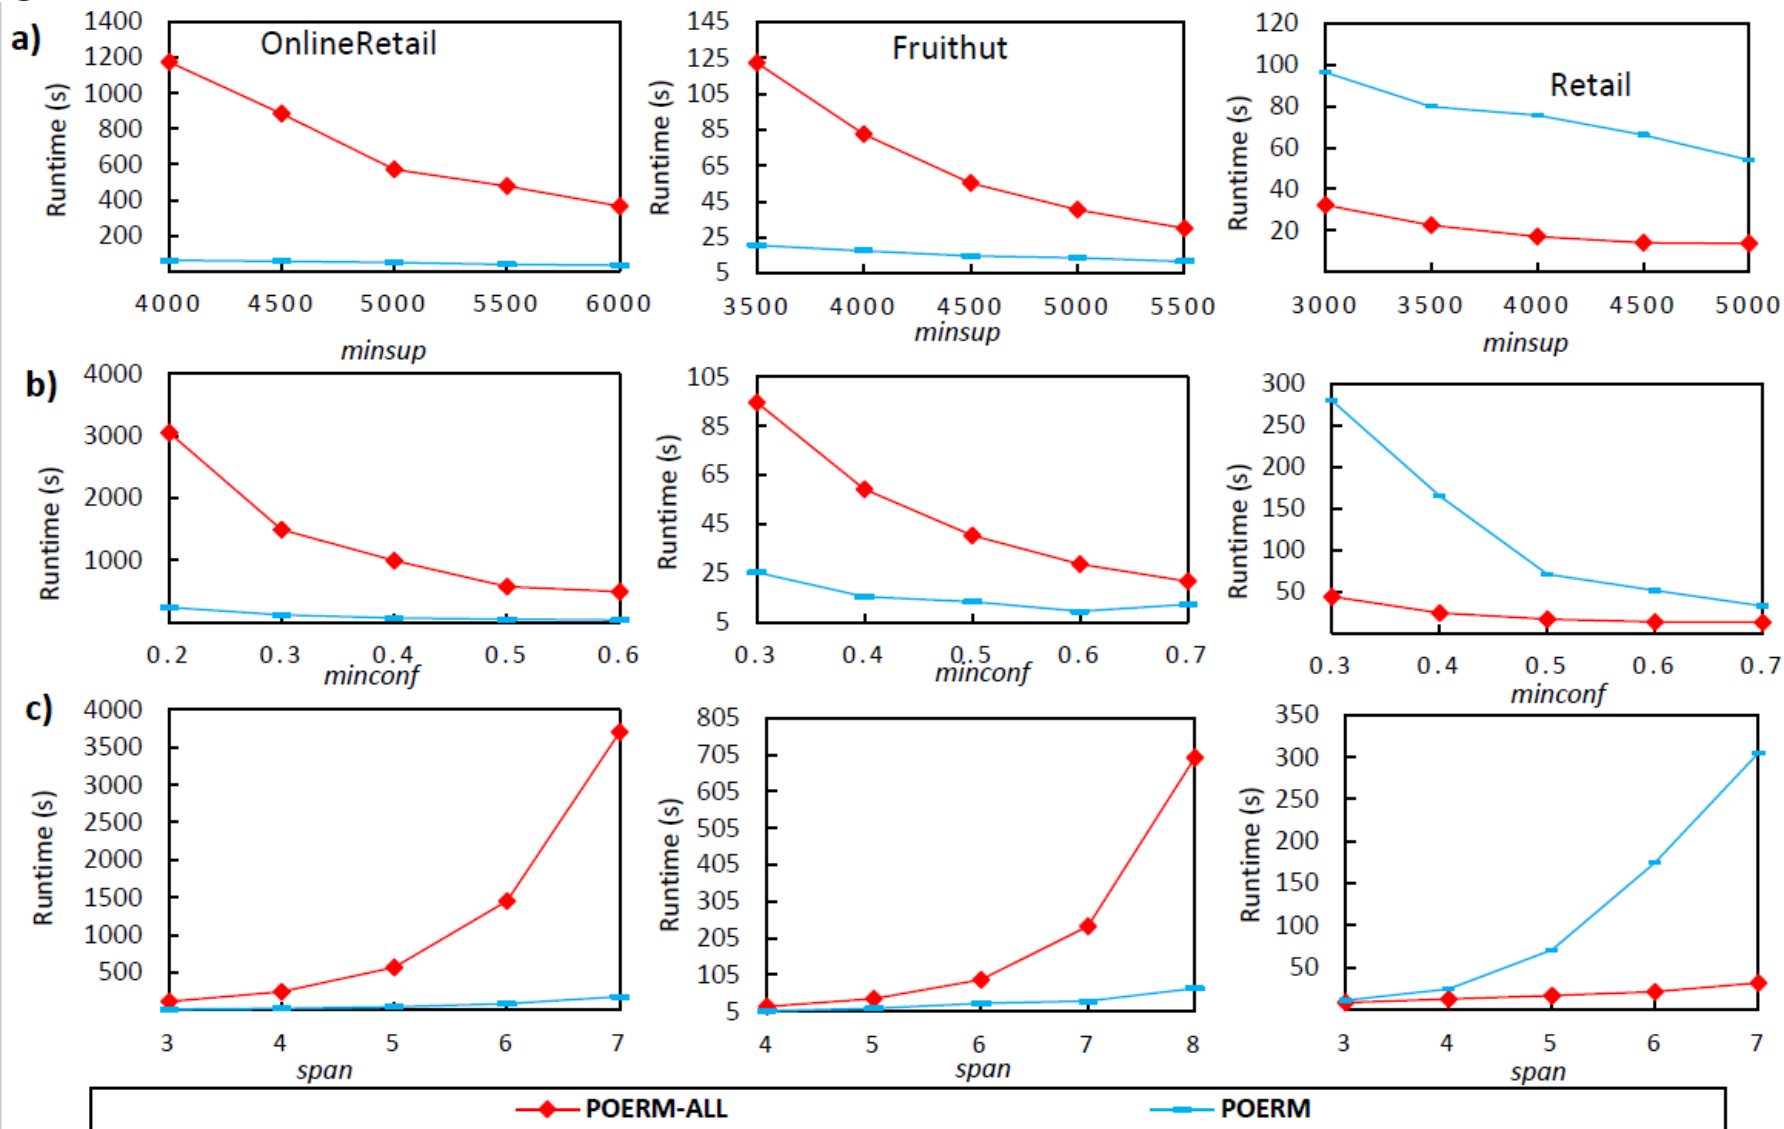 a)
OnlineRetail
Runtime (s)
1400
1200
1000
800
600
400
200
4000 4500 5000 5500 6000
minsup
Fruithut
Runtime (s)
145
125
105
85
65
45
25
5
3500 4000 4500 5000 5500
minsup
Retail
Runtime (s)
120
100
80
60
40
20
3000 3500 4000 4500 5000
minsup
b)
Runtime (s)
4000
3000
2000
1000
0.2 0.3 0.4 0.5 0.6
minconf
Runtime (s)
105
85
65
45
25
5
0.3 0.4 0.5 0.6 0.7
minconf
Runtime (s)
300
250
200
150
100
50
0.3 0.4 0.5 0.6 0.7
minconf
c)
Runtime (s)
4000
3500
3000
2500
2000
1500
1000
500
3 4 5 6 7
span
Runtime (s)
805
705
605
505
405
305
205
105
5
4 5 6 7 8
span
Runtime (s)
350
300
250
200
150
100
50
3 4 5 6 7
span
POERM-ALL POERM